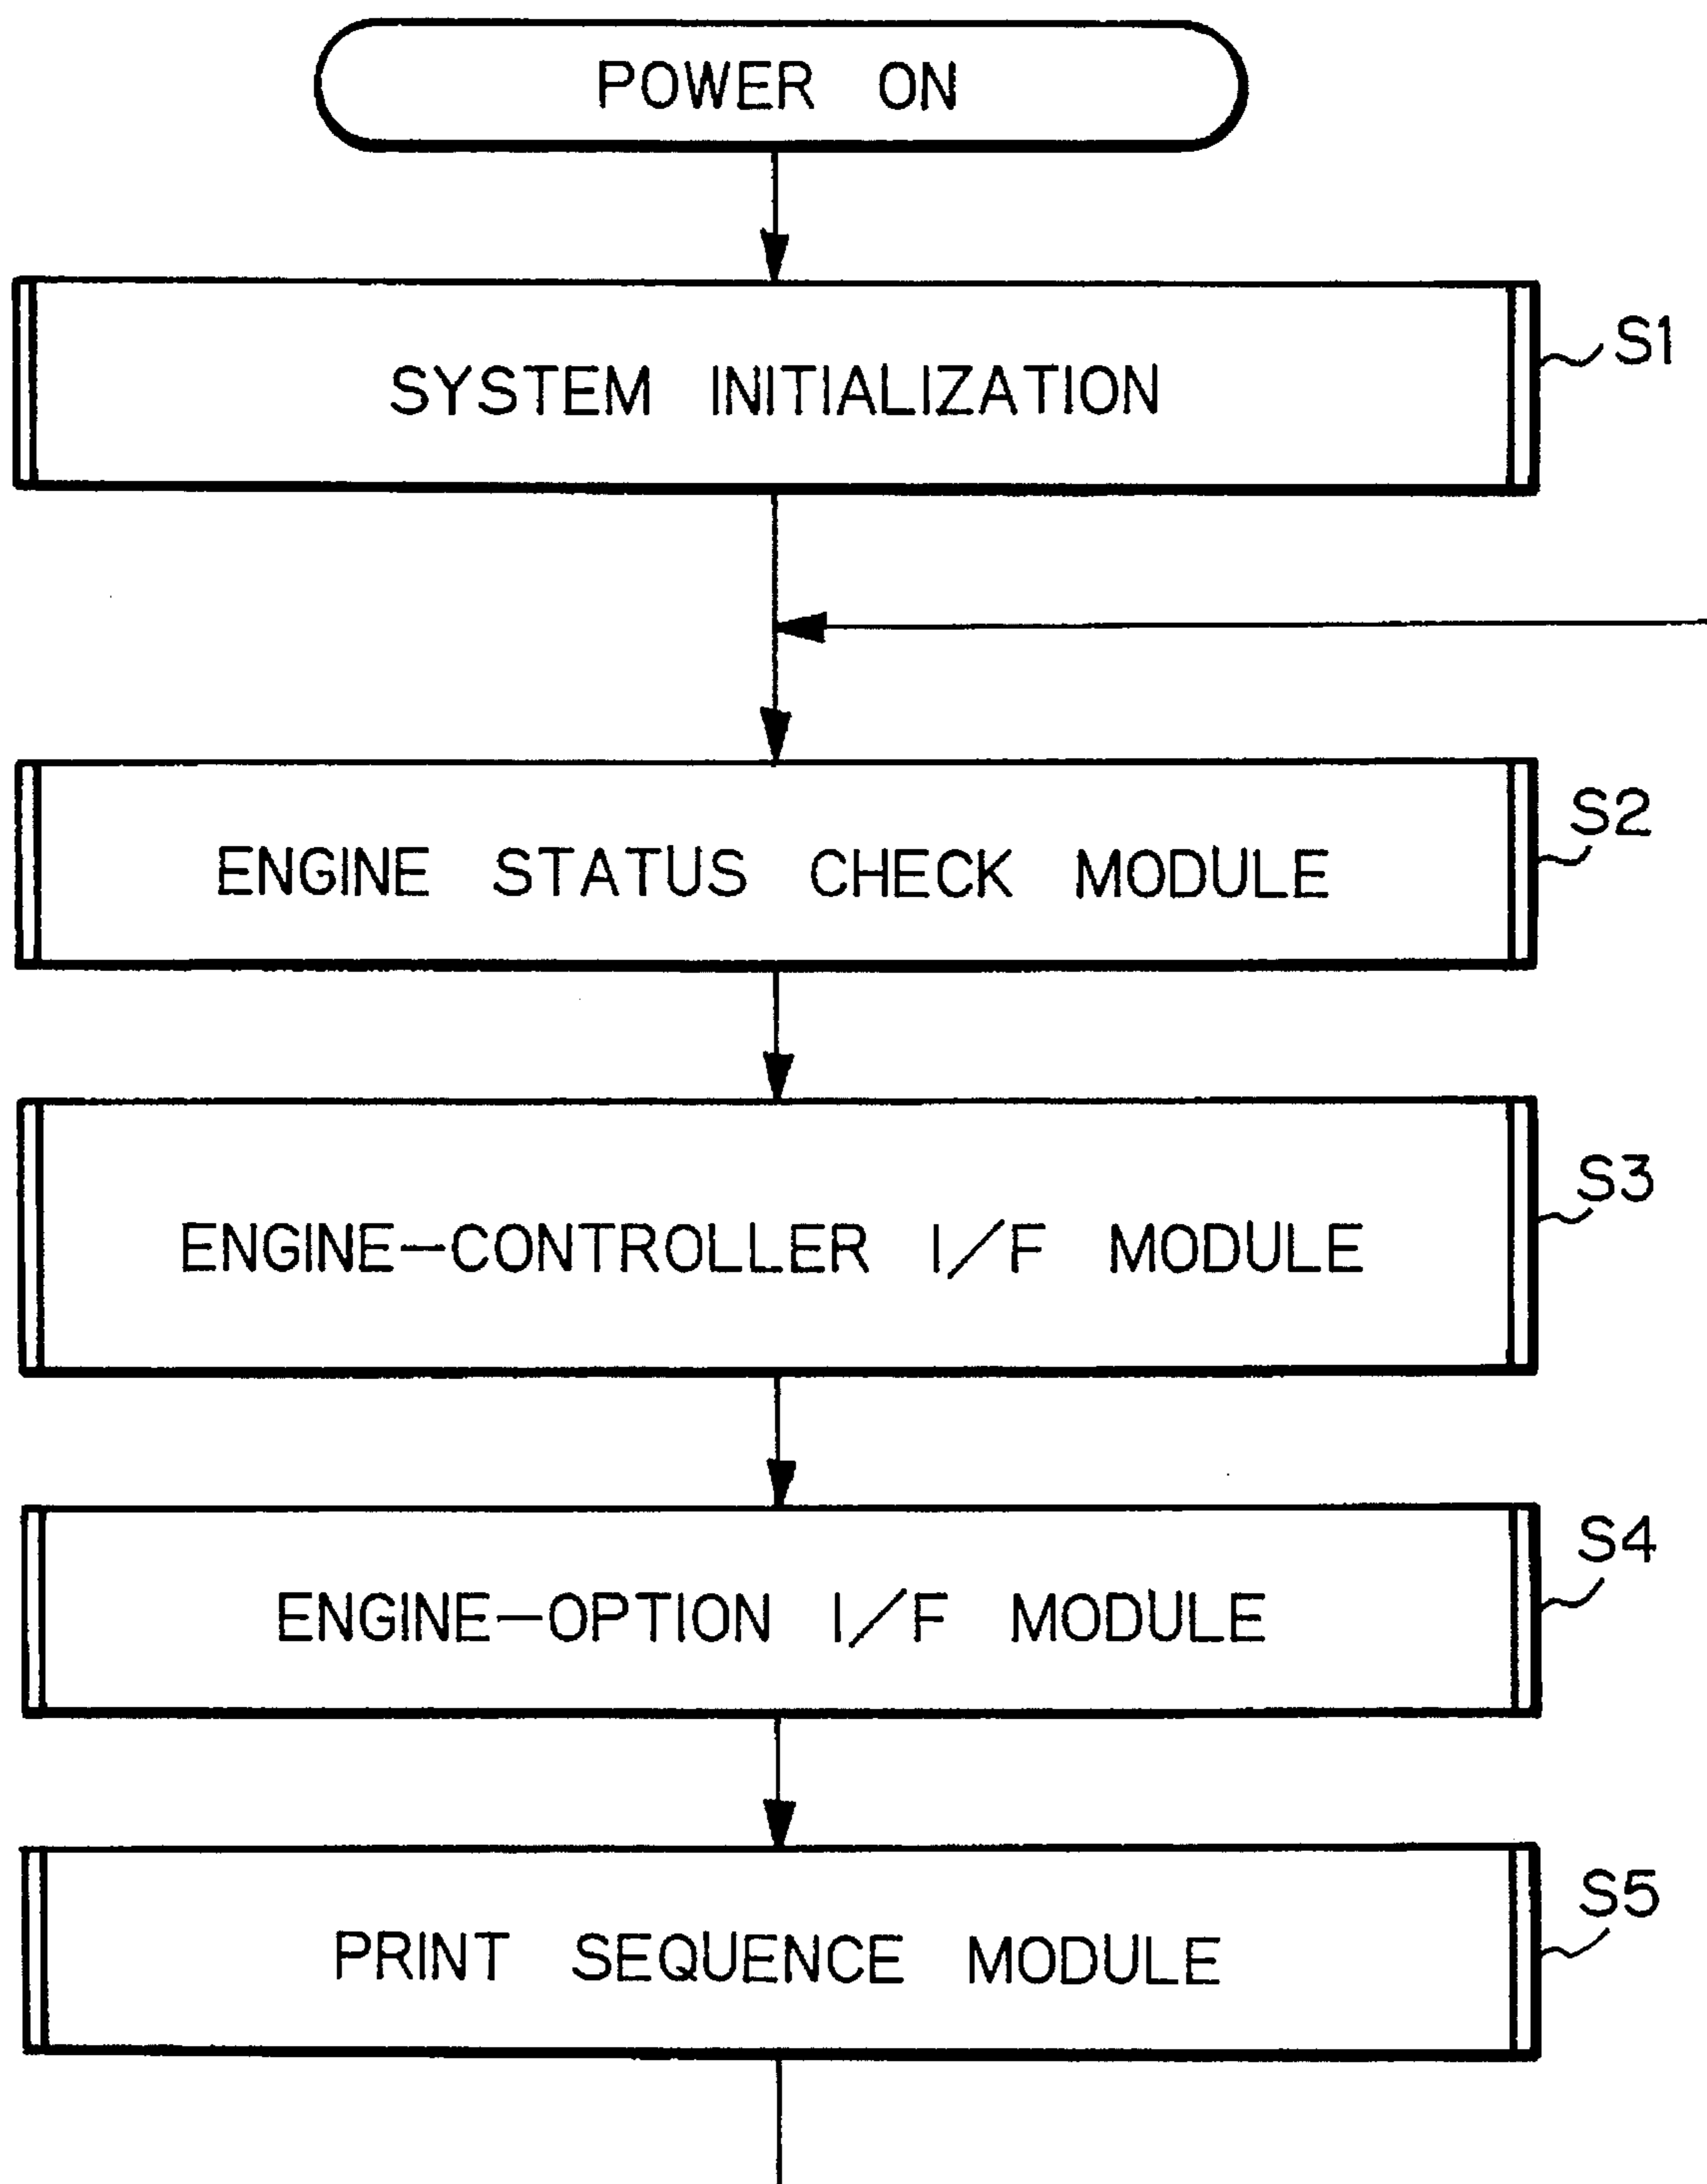 POWER ON
SYSTEM INITIALIZATION
S1
ENGINE STATUS CHECK MODULE
S2
ENGINE-CONTROLLER I/F MODULE
S3
ENGINE-OPTION I/F MODULE
S4
PRINT SEQUENCE MODULE
S5